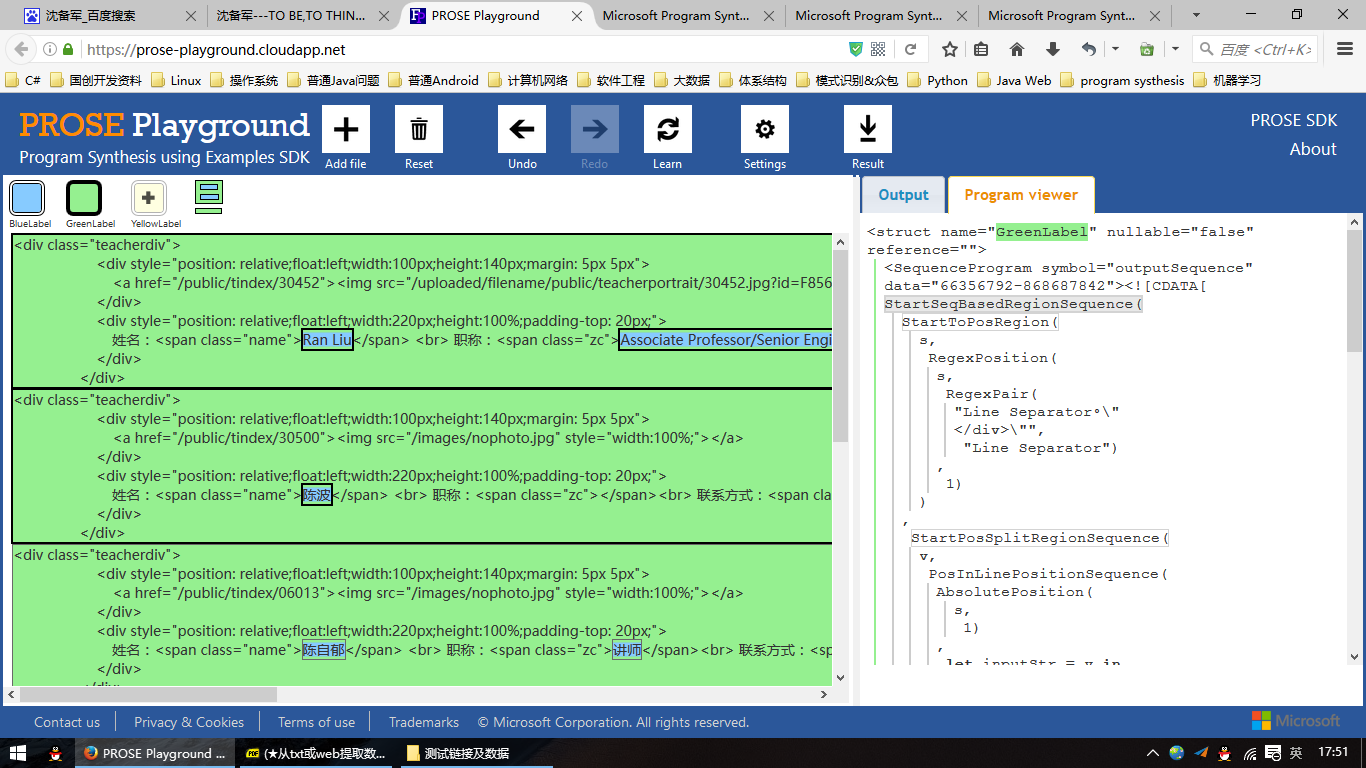 沈备军_百度搜索
沈备军---TO BE,TO THIN...
PROSE Playground
Microsoft Program Synt...
Microsoft Program Synt...
Microsoft Program Synt...
https://prose-playground.cloudapp.net
百度 <Ctrl+K>
C# 国创开发资料 Linux 操作系统 普通Java问题 普通Android 计算机网络 软件工程 大数据 体系结构 模式识别&众包 Python Java Web program systhesis 机器学习
PROSE Playground
Program Synthesis using Examples SDK
Add file
Reset
Undo
Redo
Learn
Settings
Result
PROSE SDK
About
BlueLabel GreenLabel YellowLabel
<div class="teacherdiv">
<div style="position: relative;float:left;width:100px;height:140px;margin: 5px 5px">
<a href="/public/tindex/30452"><img src="/uploaded/filename/public/teacherportrait/30452.jpg?id=F856
</div>
<div style="position: relative;float:left;width:220px;height:100%;padding-top: 20px;">
姓名：<span class="name">Ran Liu</span> <br> 职称：<span class="zc">Associate Professor/Senior Engi
</div>
</div>
<div class="teacherdiv">
<div style="position: relative;float:left;width:100px;height:140px;margin: 5px 5px">
<a href="/public/tindex/30500"><img src="/images/nophoto.jpg" style="width:100%;"></a>
</div>
<div style="position: relative;float:left;width:220px;height:100%;padding-top: 20px;">
姓名：<span class="name">陈波</span> <br> 职称：<span class="zc"></span><br> 联系方式：<span cla
</div>
</div>
<div class="teacherdiv">
<div style="position: relative;float:left;width:100px;height:140px;margin: 5px 5px">
<a href="/public/tindex/06013"><img src="/images/nophoto.jpg" style="width:100%;"></a>
</div>
<div style="position: relative;float:left;width:220px;height:100%;padding-top: 20px;">
姓名：<span class="name">陈自郁</span> <br> 职称：<span class="zc">讲师</span><br> 联系方式：<sp
</div>
Output
Program viewer
<struct name="GreenLabel" nullable="false"
reference="">
<SequenceProgram symbol="outputSequence"
data="66356792-868687842"><![CDATA[
StartSeqBasedRegionSequence(
StartToPosRegion(
s,
RegexPosition(
s,
RegexPair(
"Line Separator∘\"
</div>\"",
"Line Separator")
,
1)
)
,
StartPosSplitRegionSequence(
v,
PosInLinePositionSequence(
AbsolutePosition(
s,
1)
,
let inputStr = v in
Contact us
Privacy & Cookies
Terms of use
Trademarks
© Microsoft Corporation. All rights reserved.
Microsoft
PROSE Playground ...
(★从txt或web提取数...
测试链接及数据
英
17:51